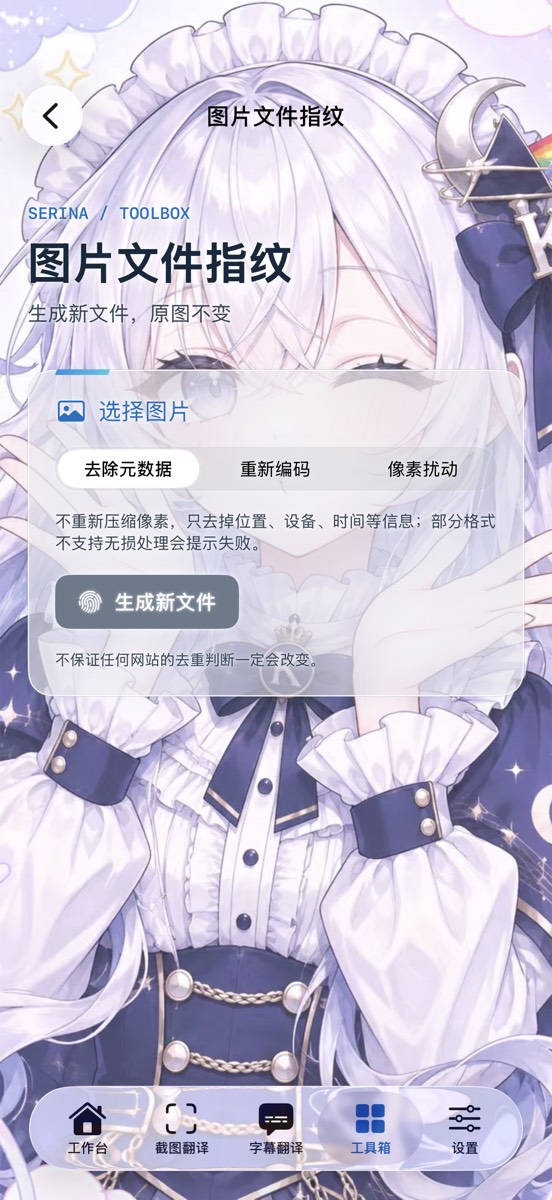 图片文件指纹
SERINA / TOOLBOX
图片文件指纹
生成新文件，原图不变
选择图片
去除元数据
重新编码
像素扰动
不重新压缩像素，只去掉位置、设备、时间等信息；部分格式
不支持无损处理会提示失败。
生成新文件
不保证任何网站的去重判断一定会改变。
K
K
工作台
截图翻译
字幕翻译
工具箱
设置